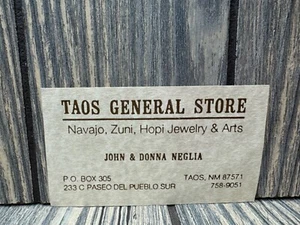 TAOS GENERAL STORE
Navajo, Zuni, Hopi Jewelry & Arts
JOHN & DONNA NEGLIA
P.O. BOX 305 TAOS, NM 87571
233 C PASEO DEL PUEBLO SUR 758-9051